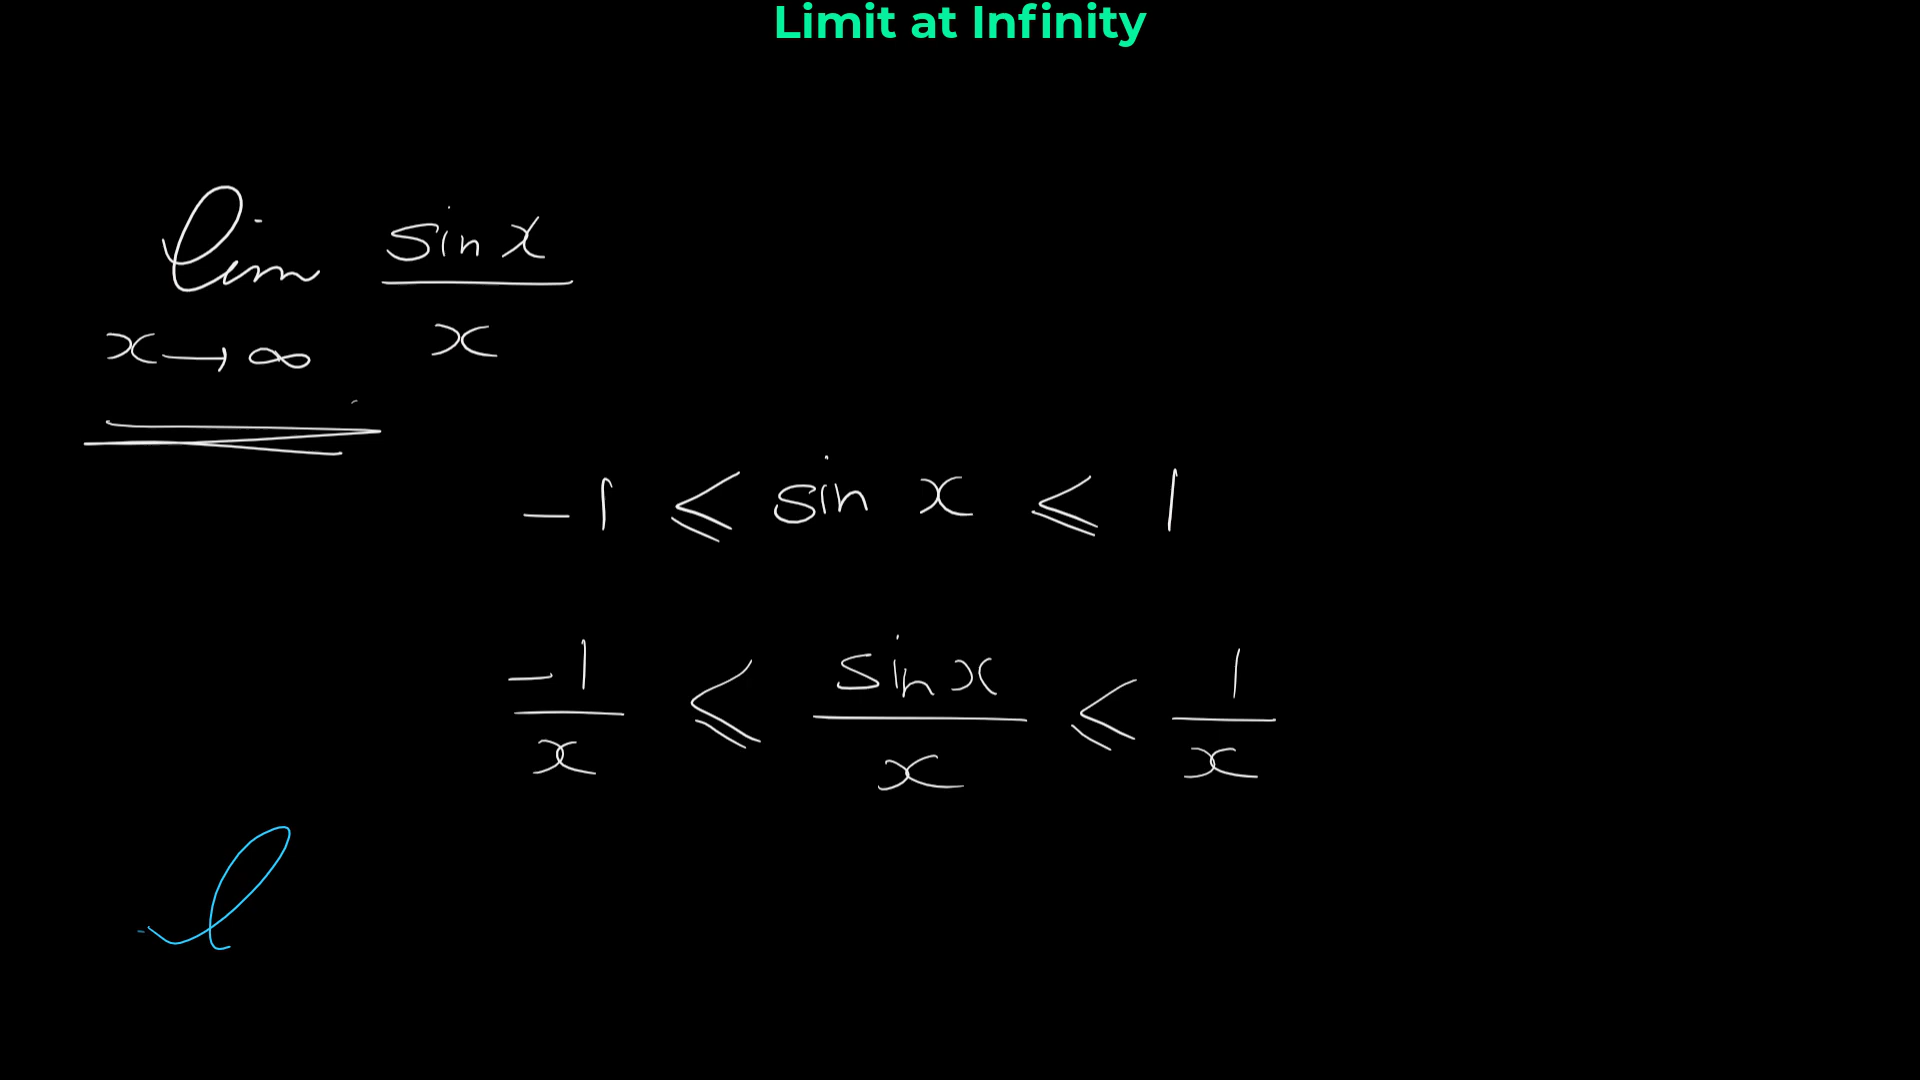 Limit at Infinity
lim sin x / x
x → ∞
-1 ≤ sin x ≤ 1
-1/x ≤ sin x / x ≤ 1/x
l